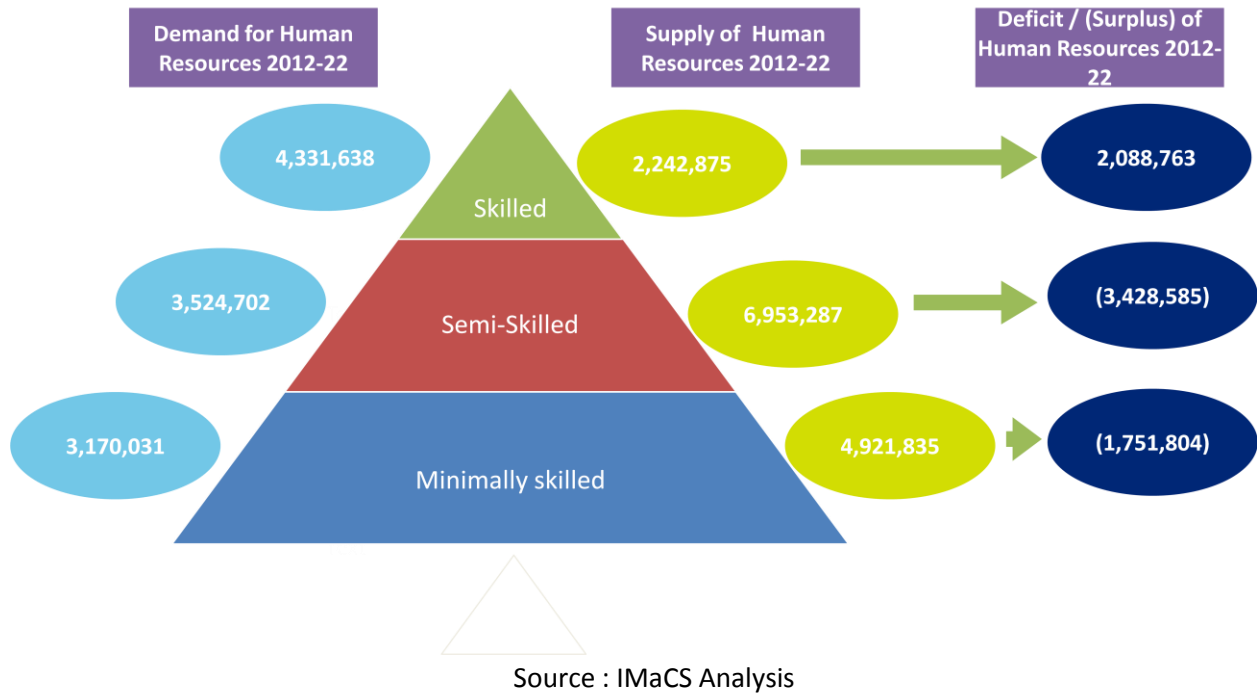 Demand for Human
Resources 2012-22
Supply of Human
Resources 2012-22
Deficit / (Surplus) of
Human Resources 2012-
22
4,331,638
2,242,875
2,088,763
Skilled
3,524,702
6,953,287
(3,428,585)
Semi-Skilled
3,170,031
4,921,835
(1,751,804)
Minimally skilled
Source : IMaCS Analysis